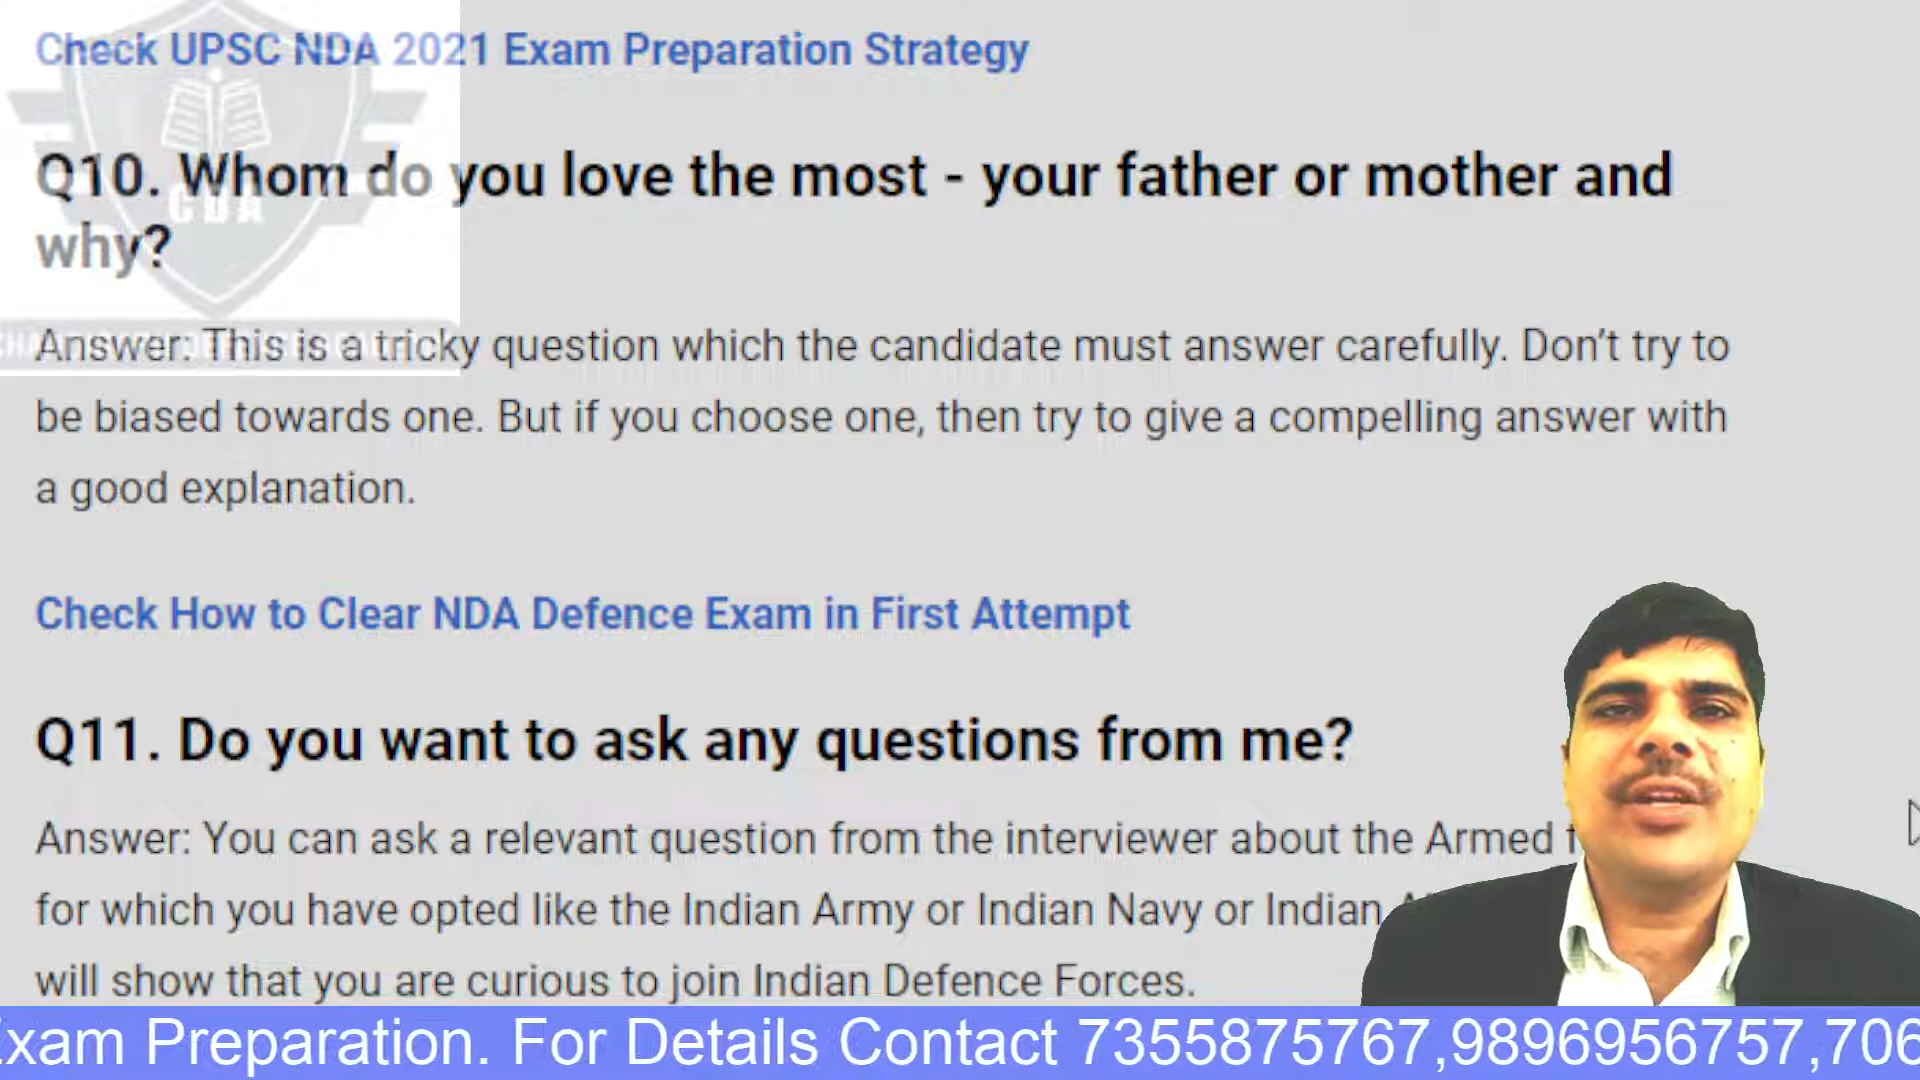 Check UPSC NDA 2021 Exam Preparation Strategy
Q10. Whom do you love the most - your father or mother and
why?
CDA
Answer: This is a tricky question which the candidate must answer carefully. Don’t try to
be biased towards one. But if you choose one, then try to give a compelling answer with
a good explanation.
Check How to Clear NDA Defence Exam in First Attempt
Q11. Do you want to ask any questions from me?
Answer: You can ask a relevant question from the interviewer about the Armed
for which you have opted like the Indian Army or Indian Navy or Indian
will show that you are curious to join Indian Defence Forces.
Exam Preparation. For Details Contact 7355875767,9896956757,706